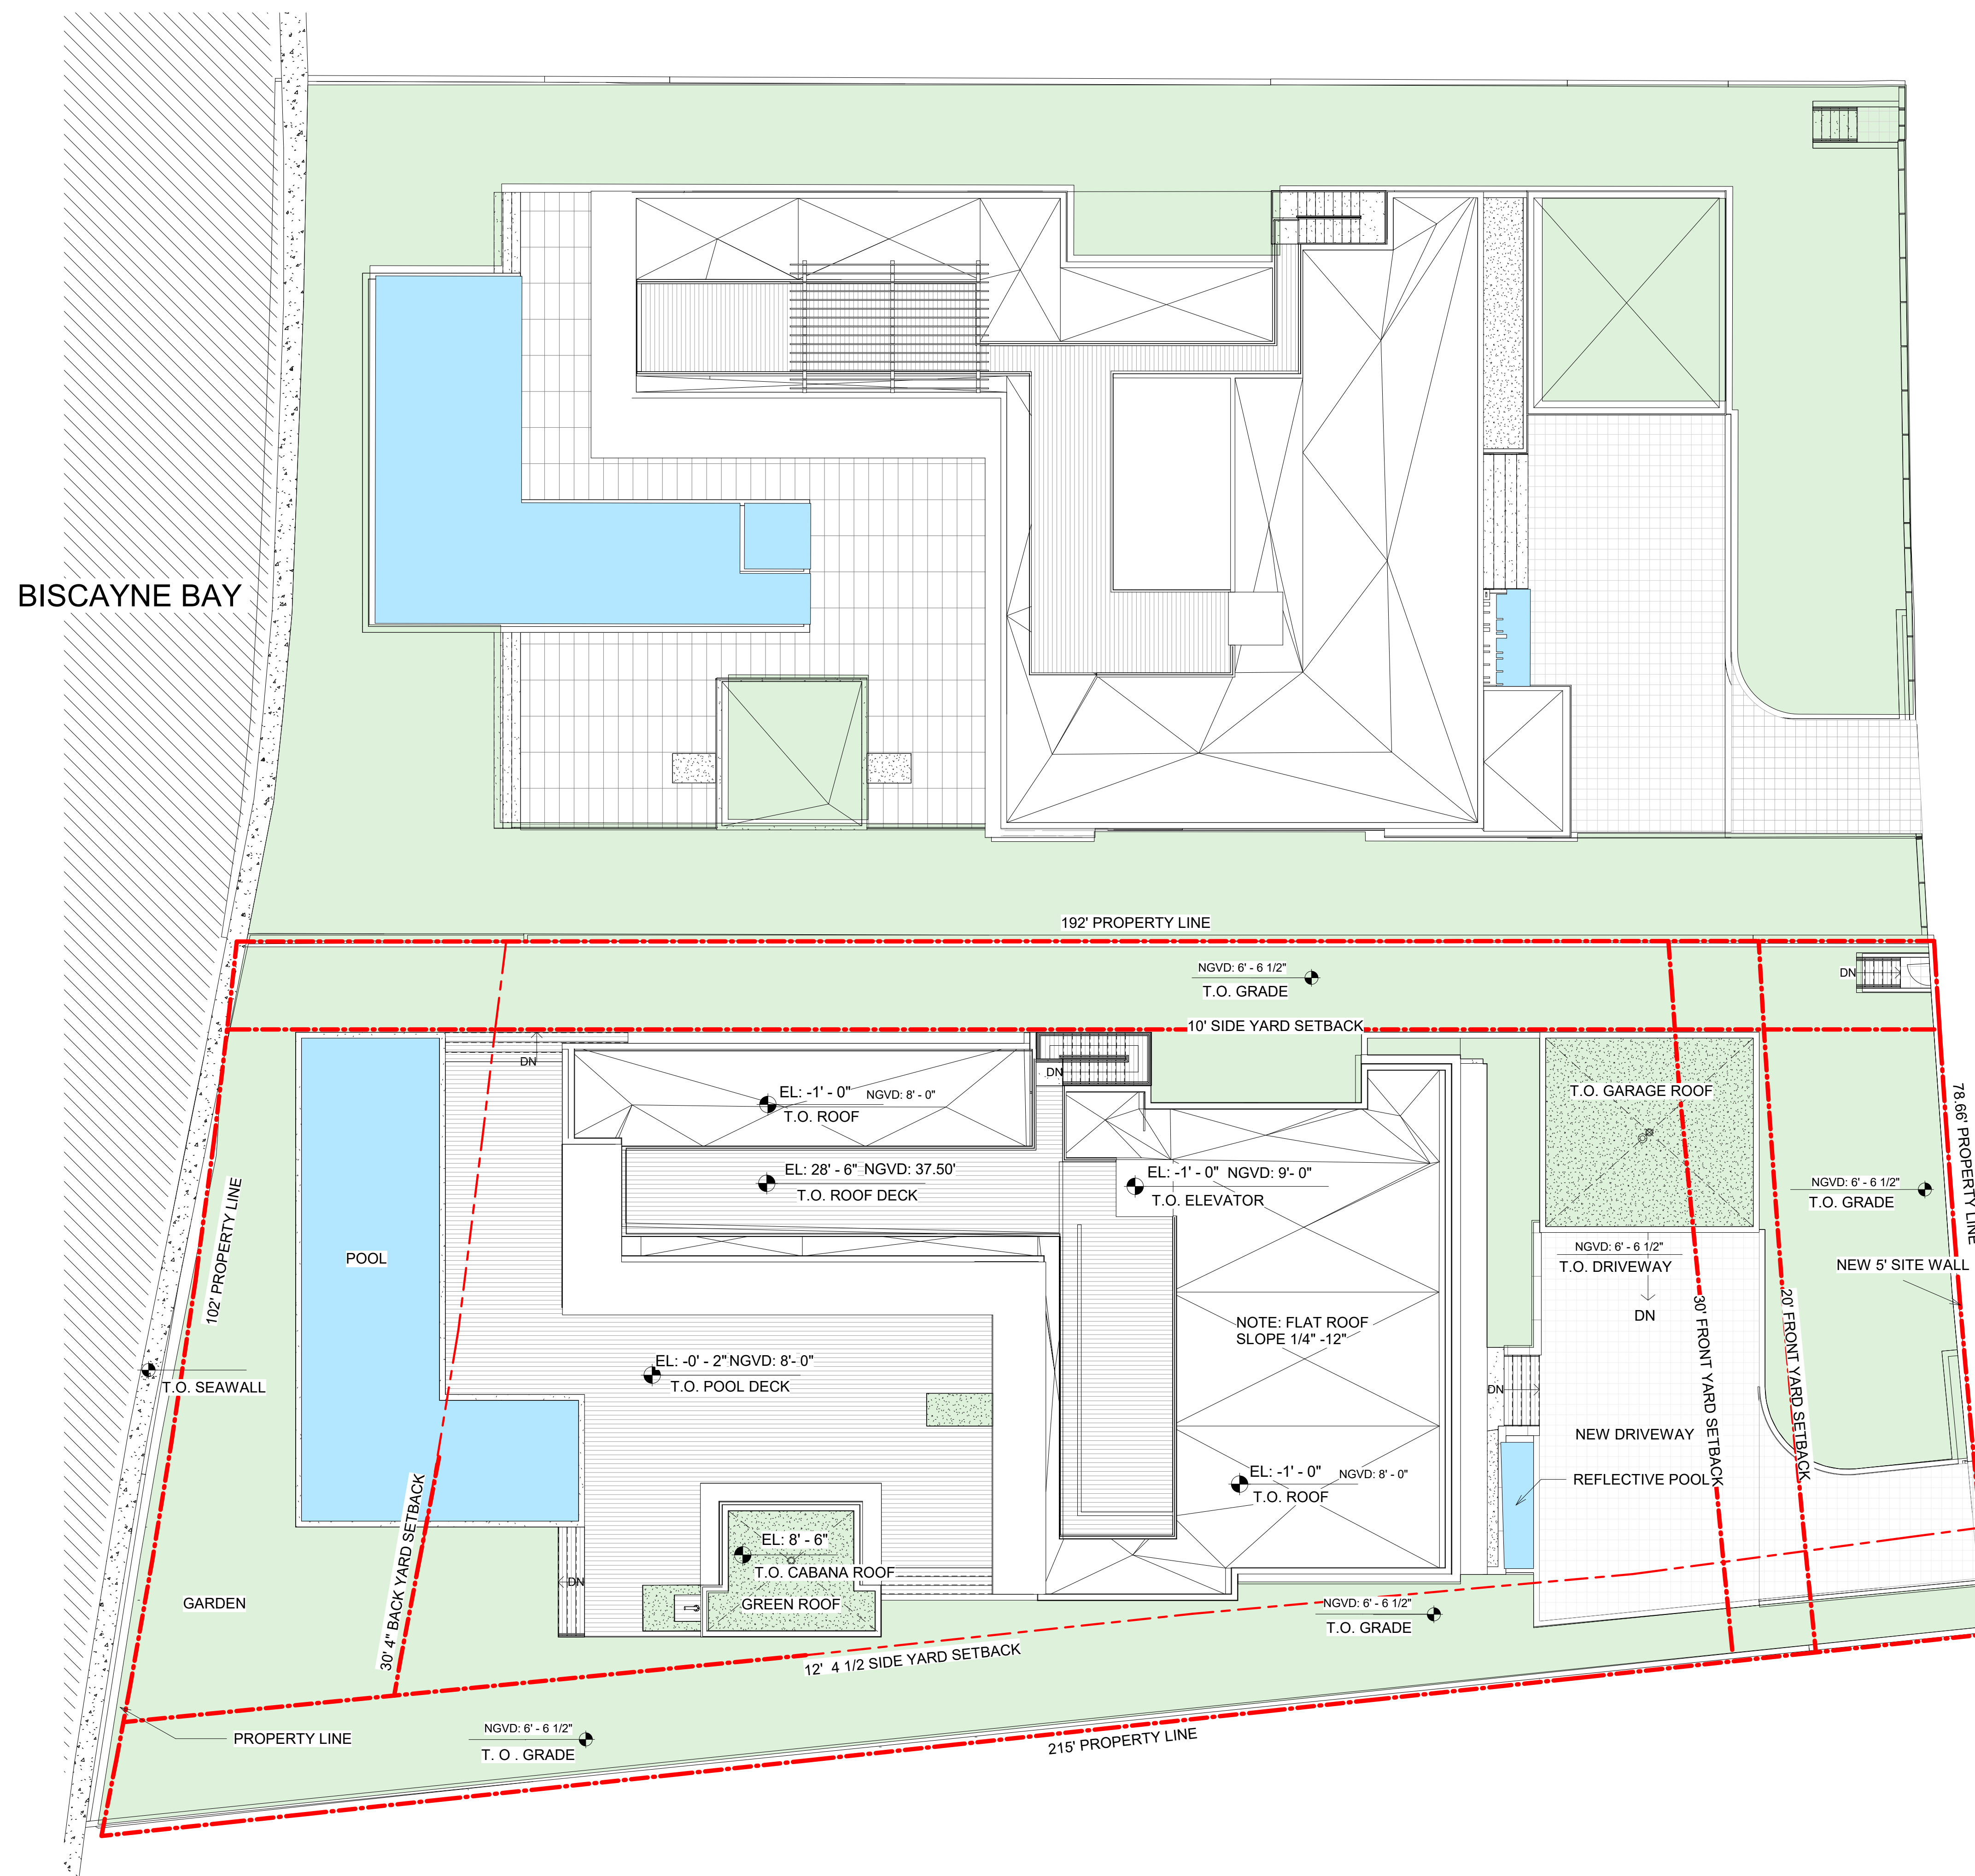 BISCAYNE BAY
192' PROPERTY LINE
NGVD: 6' - 6 1/2"
T.O. GRADE
DN
10' SIDE YARD SETBACK
DN
DN
EL: -1' - 0" NGVD: 8' - 0"
T.O. ROOF
T.O. GARAGE ROOF
78.66' PROPERTY LINE
EL: 28' - 6" NGVD: 37.50'
T.O. ROOF DECK
EL: -1' - 0" NGVD: 9'- 0"
T.O. ELEVATOR
NGVD: 6' - 6 1/2"
T.O. GRADE
102' PROPERTY LINE
POOL
NGVD: 6' - 6 1/2"
T.O. DRIVEWAY
DN
NEW 5' SITE WALL
NOTE: FLAT ROOF
SLOPE 1/4" -12"
30' FRONT YARD SETBACK
20' FRONT YARD SETBACK
EL: -0' - 2" NGVD: 8'- 0"
T.O. POOL DECK
T.O. SEAWALL
DN
NEW DRIVEWAY
EL: -1' - 0" NGVD: 8' - 0"
T.O. ROOF
REFLECTIVE POOL
30' 4" BACK YARD SETBACK
EL: 8' - 6"
T.O. CABANA ROOF
GREEN ROOF
DN
GARDEN
NGVD: 6' - 6 1/2"
T.O. GRADE
12' 4 1/2 SIDE YARD SETBACK
PROPERTY LINE
NGVD: 6' - 6 1/2"
T. O . GRADE
215' PROPERTY LINE